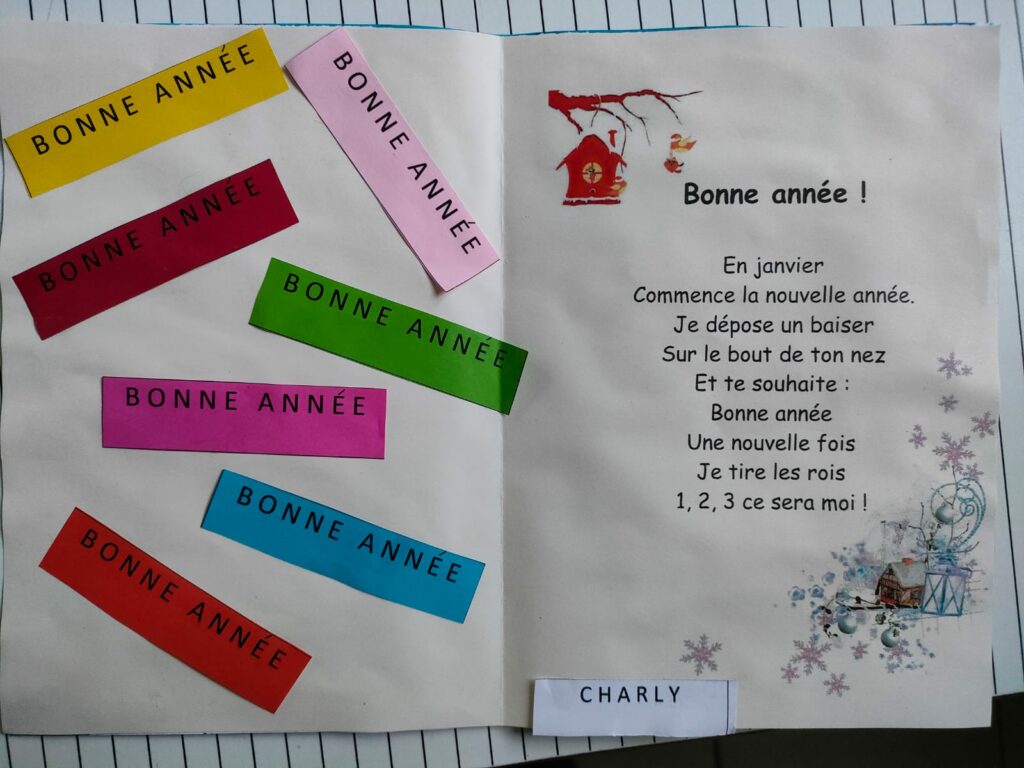 BONNE ANNÉE
BONNE ANNÉE
BONNE ANNÉE
BONNE ANNÉE
BONNE ANNÉE
BONNE ANNÉE
BONNE ANNÉE
Bonne année !
En janvier
Commence la nouvelle année.
Je dépose un baiser
Sur le bout de ton nez
Et te souhaite :
Bonne année
Une nouvelle fois
Je tire les rois
1, 2, 3 ce sera moi !
CHARLY